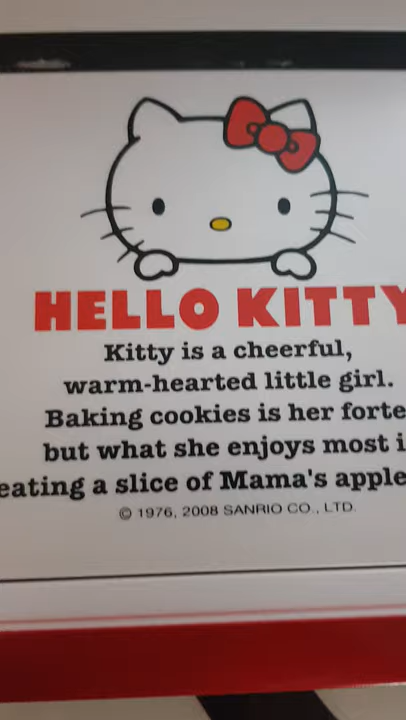 HELLO KITTY
Kitty is a cheerful,
warm-hearted little girl.
Baking cookies is her forte
but what she enjoys most i
eating a slice of Mama's apple
© 1976, 2008 SANRIO CO., LTD.